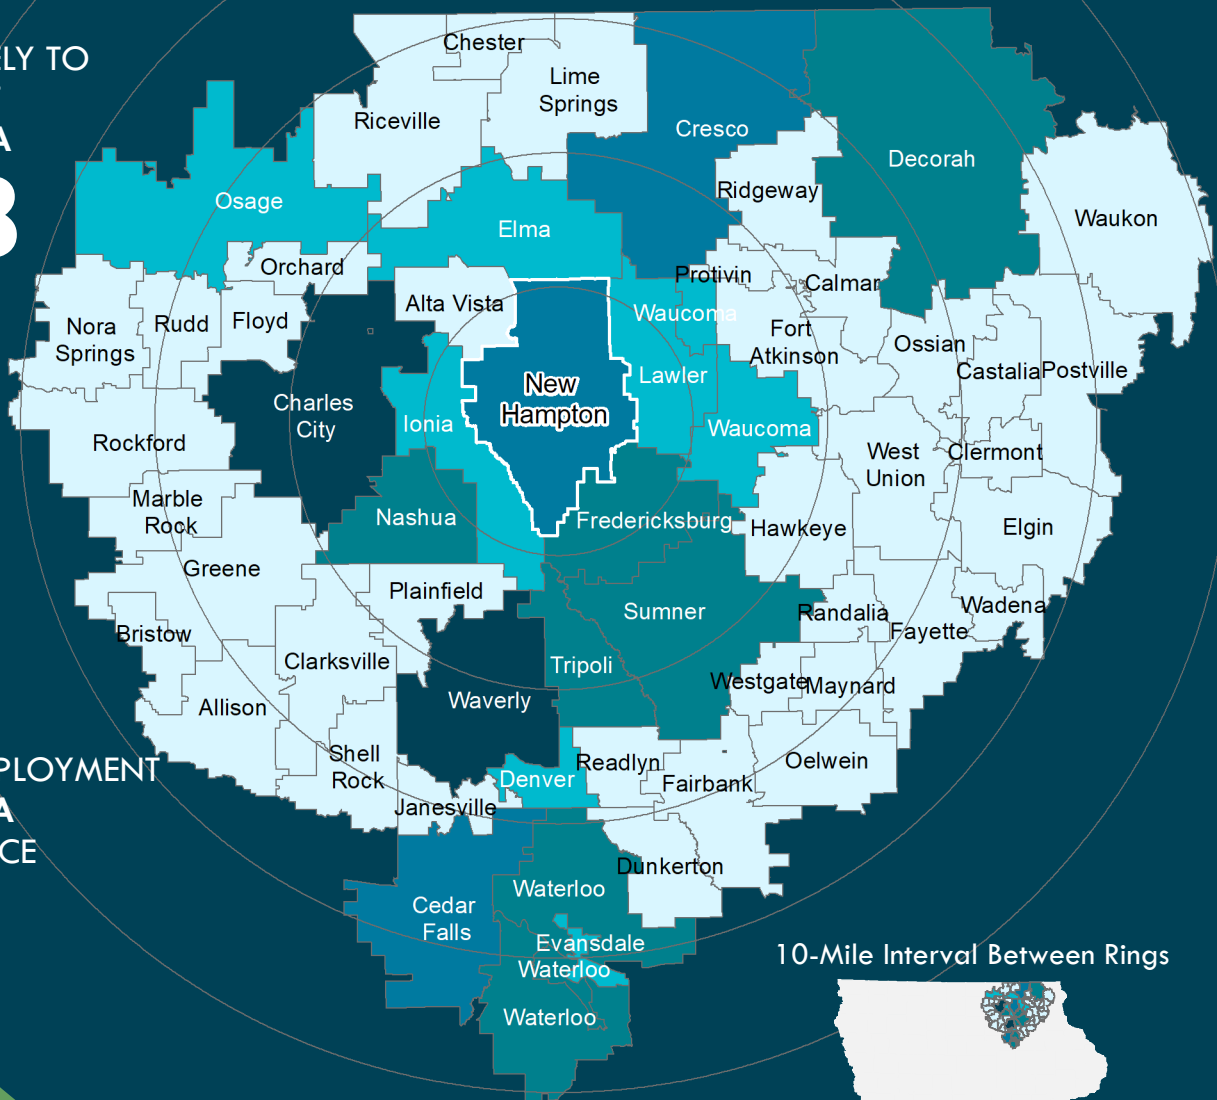 ELY TO
A
3
Chester
Lime
Springs
Riceville
Cresco
Decorah
Ridgeway
Osage
Waukon
Elma
Orchard
Protivin
Calmar
Alta Vista
Waucoma
Nora
Springs
Rudd
Floyd
Fort
Atkinson
Ossian
Castalia
Postville
Lawler
New
Hampton
Charles
City
Ionia
Waucoma
Rockford
West
Union
Clermont
Marble
Rock
Nashua
Fredericksburg
Hawkeye
Elgin
Greene
Plainfield
Sumner
Randalia
Wadena
Bristow
Fayette
Clarksville
Tripoli
Westgate
Maynard
Waverly
Allison
Shell
Rock
Readlyn
Oelwein
Denver
Fairbank
PLOYMENT
A
CE
Janesville
Dunkerton
Waterloo
Cedar
Falls
Evansdale
Waterloo
Waterloo
10-Mile Interval Between Rings